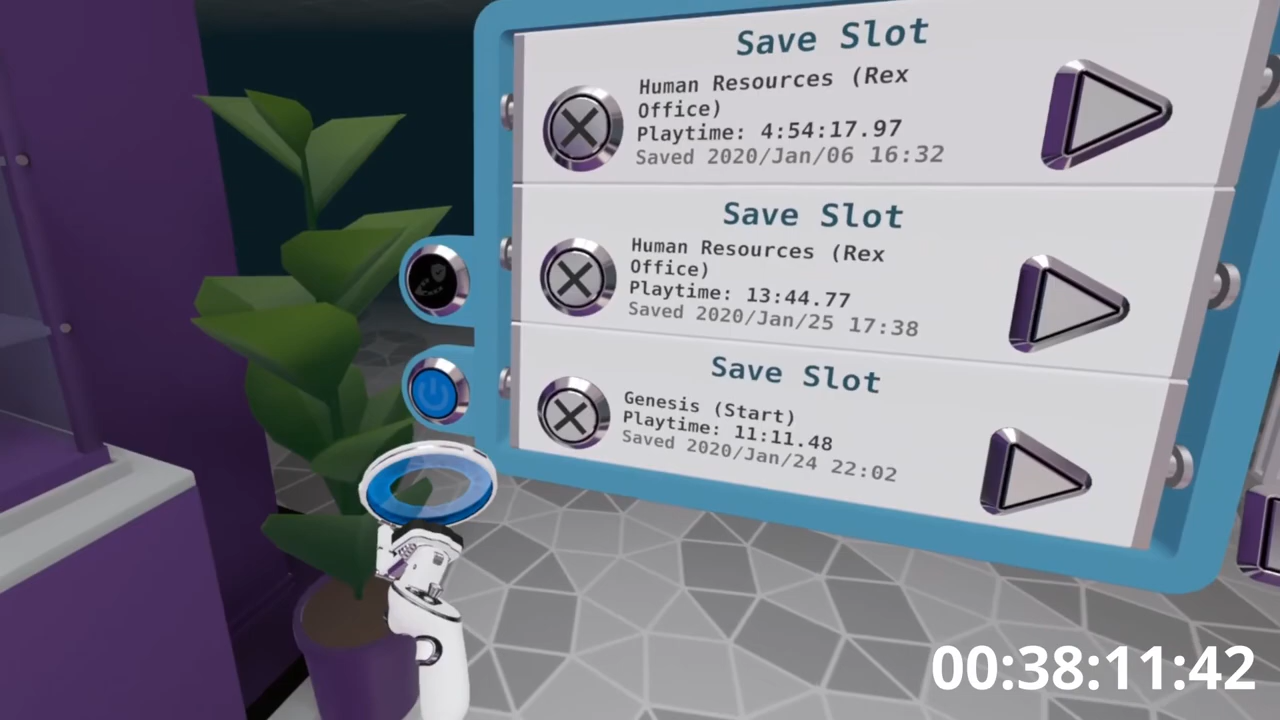 Save Slot
Human Resources (Rex
Office)
Playtime: 4:54:17.97
Saved 2020/Jan/06 16:32
Save Slot
Human Resources (Rex
Office)
Playtime: 13:44.77
Saved 2020/Jan/25 17:38
Save Slot
Genesis (Start)
Playtime: 11:11.48
Saved 2020/Jan/24 22:02
00:38:11:42